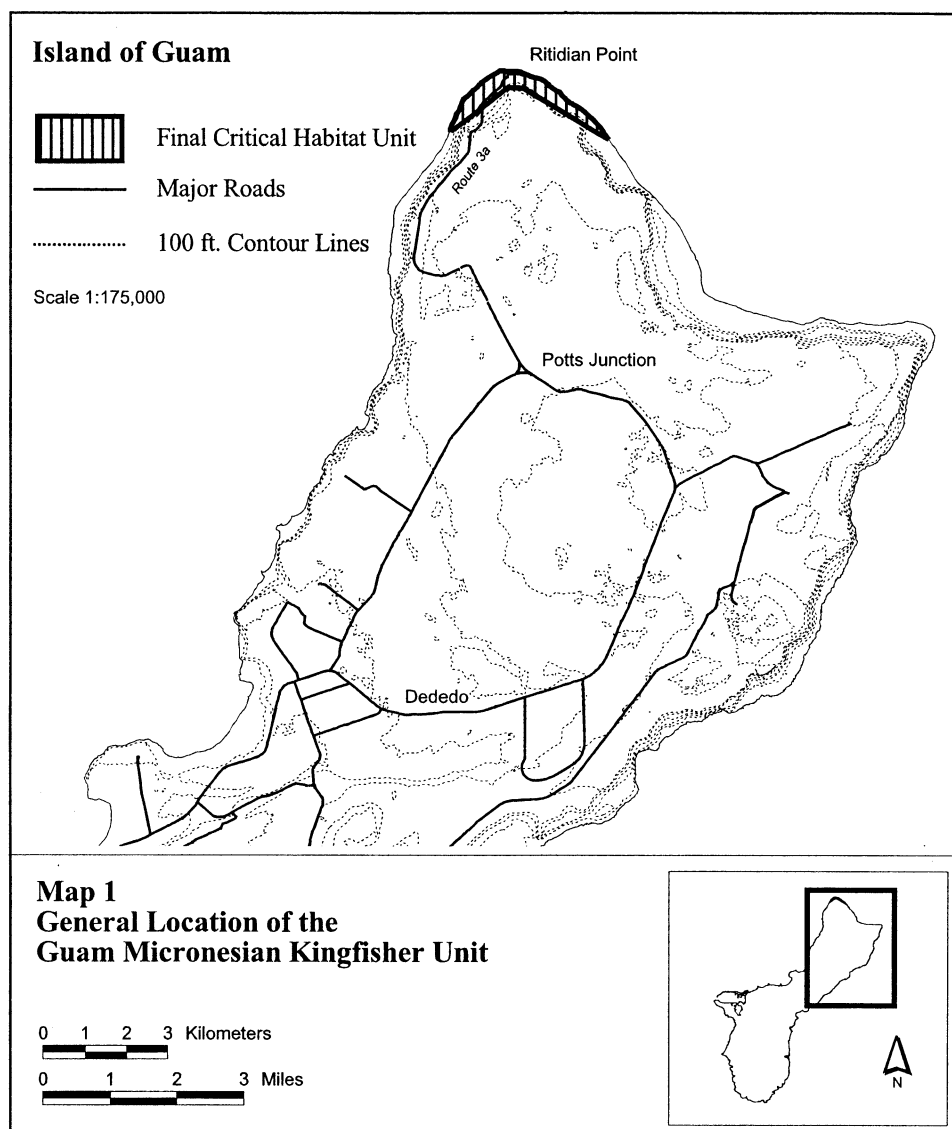 Island of Guam
Ritidian Point
Final Critical Habitat Unit
Major Roads
Route 3a
100 ft. Contour Lines
Scale 1:175,000
Potts Junction
Dededo
Map 1
General Location of the
Guam Micronesian Kingfisher Unit
0 1 2 3 Kilometers
0 1 2 3 Miles
N